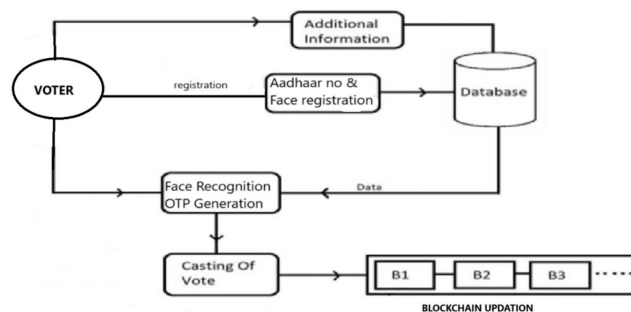 Additional
Information
VOTER
registration
Aadhaar no &
Face registration
Database
Face Recognition
OTP Generation
Data
Casting Of
Vote
B1
B2
B3
BLOCKCHAIN UPDATION